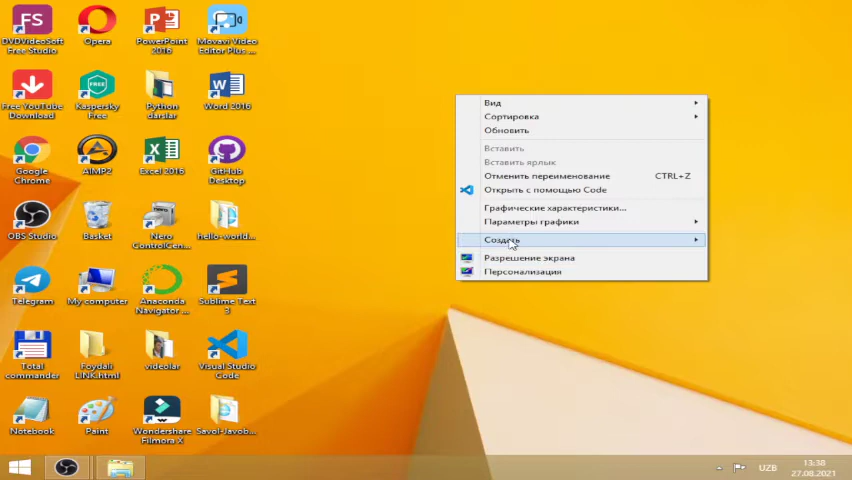 DVDVideoSoft
Free Studio
Opera
PowerPoint
2016
Movavi Video
Editor Plus ...
Free YouTube
Download
Kaspersky
Free
Python
darslar
Word 2016
Google
Chrome
AIMP2
Excel 2016
GitHub
Desktop
OBS Studio
Basket
Nero
ControlCen...
hello-world...
Telegram
My computer
Anaconda
Navigator ...
Sublime Text
3
Total
commander
Foydali
LINK.html
videolar
Visual Studio
Code
Notebook
Paint
Wondershare
Filmora X
Savol-Javob...
Вид
Сортировка
Обновить
Вставить
Вставить ярлык
Отменить переименование CTRL+Z
Открыть с помощью Code
Графические характеристики...
Параметры графики
Создать
Разрешение экрана
Персонализация
UZB
13:38
27.08.2021